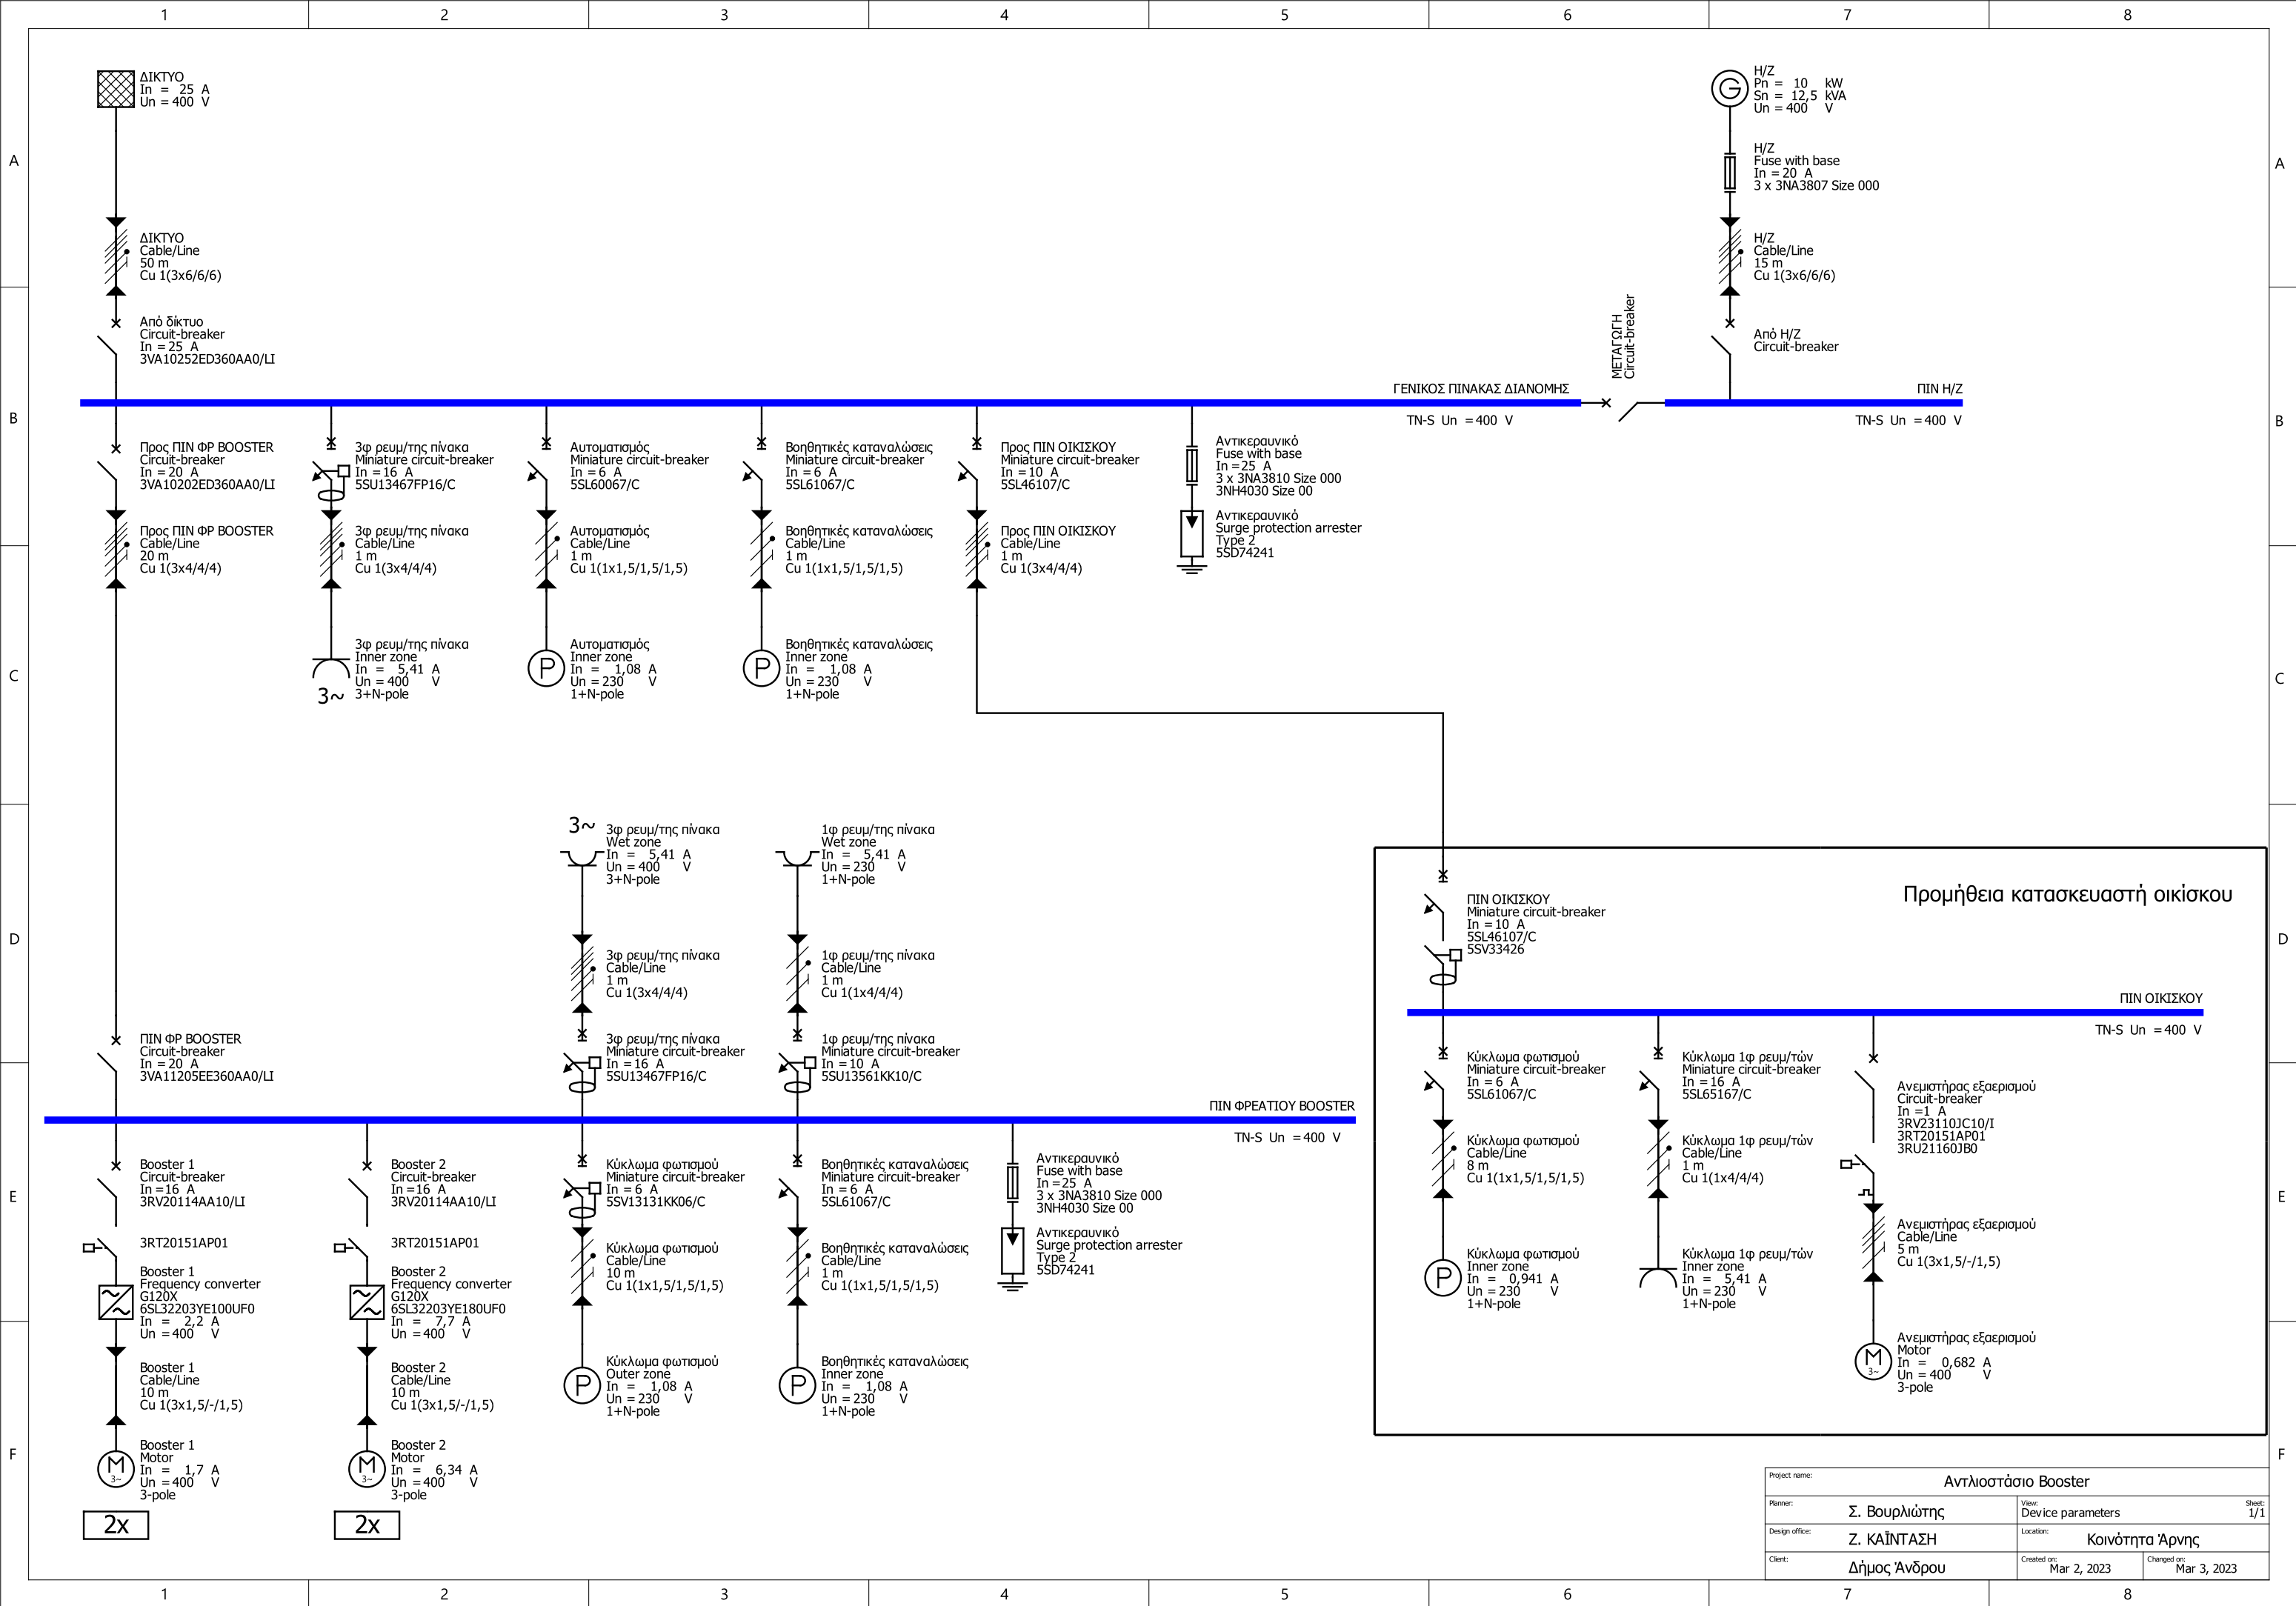 1 2 3 4 5 6 7 8
A
B
C
D
E
F
A
B
C
D
E
F
ΔΙΚΤΥΟ
In = 25 A
Un = 400 V
ΔΙΚΤΥΟ
Cable/Line
50 m
Cu 1(3x6/6/6)
Από δίκτυο
Circuit-breaker
In = 25 A
3VA10252ED360AA0/LI
G
Η/Ζ
Pn = 10 kW
Sn = 12,5 kVA
Un = 400 V
Η/Ζ
Fuse with base
In = 20 A
3 x 3NA3807 Size 000
Η/Ζ
Cable/Line
15 m
Cu 1(3x6/6/6)
Από Η/Ζ
Circuit-breaker
ΜΕΤΑΓΩΓΗ
Circuit-breaker
ΓΕΝΙΚΟΣ ΠΙΝΑΚΑΣ ΔΙΑΝΟΜΗΣ
TN-S Un = 400 V
ΠΙΝ Η/Ζ
TN-S Un = 400 V
Προς ΠΙΝ ΦΡ BOOSTER
Circuit-breaker
In = 20 A
3VA10202ED360AA0/LI
Προς ΠΙΝ ΦΡ BOOSTER
Cable/Line
20 m
Cu 1(3x4/4/4)
3φ ρευμ/της πίνακα
Miniature circuit-breaker
In = 16 A
5SU13467FP16/C
3φ ρευμ/της πίνακα
Cable/Line
1 m
Cu 1(3x4/4/4)
3φ ρευμ/της πίνακα
Inner zone
In = 5,41 A
Un = 400 V
3~ 3+N-pole
Αυτοματισμός
Miniature circuit-breaker
In = 6 A
5SL60067/C
Αυτοματισμός
Cable/Line
1 m
Cu 1(1x1,5/1,5/1,5)
P
Αυτοματισμός
Inner zone
In = 1,08 A
Un = 230 V
1+N-pole
Βοηθητικές καταναλώσεις
Miniature circuit-breaker
In = 6 A
5SL61067/C
Βοηθητικές καταναλώσεις
Cable/Line
1 m
Cu 1(1x1,5/1,5/1,5)
P
Βοηθητικές καταναλώσεις
Inner zone
In = 1,08 A
Un = 230 V
1+N-pole
Προς ΠΙΝ ΟΙΚΙΣΚΟΥ
Miniature circuit-breaker
In = 10 A
5SL46107/C
Προς ΠΙΝ ΟΙΚΙΣΚΟΥ
Cable/Line
1 m
Cu 1(3x4/4/4)
Αντικεραυνικό
Fuse with base
In = 25 A
3 x 3NA3810 Size 000
3NH4030 Size 00
Αντικεραυνικό
Surge protection arrester
Type 2
5SD74241
3~
3φ ρευμ/της πίνακα
Wet zone
In = 5,41 A
Un = 400 V
3+N-pole
3φ ρευμ/της πίνακα
Cable/Line
1 m
Cu 1(3x4/4/4)
3φ ρευμ/της πίνακα
Miniature circuit-breaker
In = 16 A
5SU13467FP16/C
1φ ρευμ/της πίνακα
Wet zone
In = 5,41 A
Un = 230 V
1+N-pole
1φ ρευμ/της πίνακα
Cable/Line
1 m
Cu 1(1x4/4/4)
1φ ρευμ/της πίνακα
Miniature circuit-breaker
In = 10 A
5SU13561KK10/C
ΠΙΝ ΦΡ BOOSTER
Circuit-breaker
In = 20 A
3VA11205EE360AA0/LI
ΠΙΝ ΦΡΕΑΤΙΟΥ BOOSTER
TN-S Un = 400 V
Booster 1
Circuit-breaker
In = 16 A
3RV20114AA10/LI
3RT20151AP01
Booster 1
Frequency converter
G120X
6SL32203YE100UF0
In = 2,2 A
Un = 400 V
Booster 1
Cable/Line
10 m
Cu 1(3x1,5/-/1,5)
M
3~
Booster 1
Motor
In = 1,7 A
Un = 400 V
3-pole
2x
Booster 2
Circuit-breaker
In = 16 A
3RV20114AA10/LI
3RT20151AP01
Booster 2
Frequency converter
G120X
6SL32203YE180UF0
In = 7,7 A
Un = 400 V
Booster 2
Cable/Line
10 m
Cu 1(3x1,5/-/1,5)
M
3~
Booster 2
Motor
In = 6,34 A
Un = 400 V
3-pole
2x
Κύκλωμα φωτισμού
Miniature circuit-breaker
In = 6 A
5SV13131KK06/C
Κύκλωμα φωτισμού
Cable/Line
10 m
Cu 1(1x1,5/1,5/1,5)
P
Κύκλωμα φωτισμού
Outer zone
In = 1,08 A
Un = 230 V
1+N-pole
Βοηθητικές καταναλώσεις
Miniature circuit-breaker
In = 6 A
5SL61067/C
Βοηθητικές καταναλώσεις
Cable/Line
1 m
Cu 1(1x1,5/1,5/1,5)
P
Βοηθητικές καταναλώσεις
Inner zone
In = 1,08 A
Un = 230 V
1+N-pole
Αντικεραυνικό
Fuse with base
In = 25 A
3 x 3NA3810 Size 000
3NH4030 Size 00
Αντικεραυνικό
Surge protection arrester
Type 2
5SD74241
Προμήθεια κατασκευαστή οικίσκου
ΠΙΝ ΟΙΚΙΣΚΟΥ
Miniature circuit-breaker
In = 10 A
5SL46107/C
5SV33426
ΠΙΝ ΟΙΚΙΣΚΟΥ
TN-S Un = 400 V
Κύκλωμα φωτισμού
Miniature circuit-breaker
In = 6 A
5SL61067/C
Κύκλωμα φωτισμού
Cable/Line
8 m
Cu 1(1x1,5/1,5/1,5)
P
Κύκλωμα φωτισμού
Inner zone
In = 0,941 A
Un = 230 V
1+N-pole
Κύκλωμα 1φ ρευμ/τών
Miniature circuit-breaker
In = 16 A
5SL65167/C
Κύκλωμα 1φ ρευμ/τών
Cable/Line
1 m
Cu 1(1x4/4/4)
Κύκλωμα 1φ ρευμ/τών
Inner zone
In = 5,41 A
Un = 230 V
1+N-pole
Ανεμιστήρας εξαερισμού
Circuit-breaker
In = 1 A
3RV23110JC10/I
3RT20151AP01
3RU21160JB0
Ανεμιστήρας εξαερισμού
Cable/Line
5 m
Cu 1(3x1,5/-/1,5)
M
3~
Ανεμιστήρας εξαερισμού
Motor
In = 0,682 A
Un = 400 V
3-pole
Project name: Αντλιοστάσιο Booster
Planner: Σ. Βουρλιώτης
View: Device parameters
Sheet: 1/1
Design office: Ζ. ΚΑΪΝΤΑΣΗ
Location: Κοινότητα Άρνης
Client: Δήμος Άνδρου
Created on: Mar 2, 2023
Changed on: Mar 3, 2023
1 2 3 4 5 6 7 8